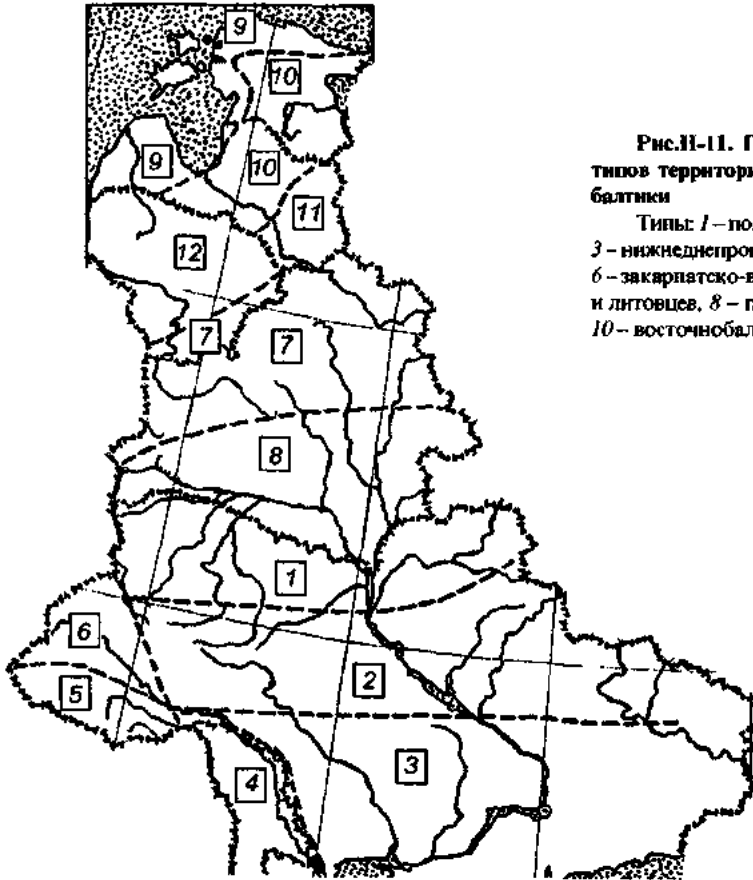 9
10
9
10
11
12
7
7
8
1
6
2
5
3
4
Рис.II-11. Г
типов территори
балтики
Типы: 1 – по
3 – нижнеднепро
6 – закарпатско-в
и литовцев, 8 – г
10 – восточнобал